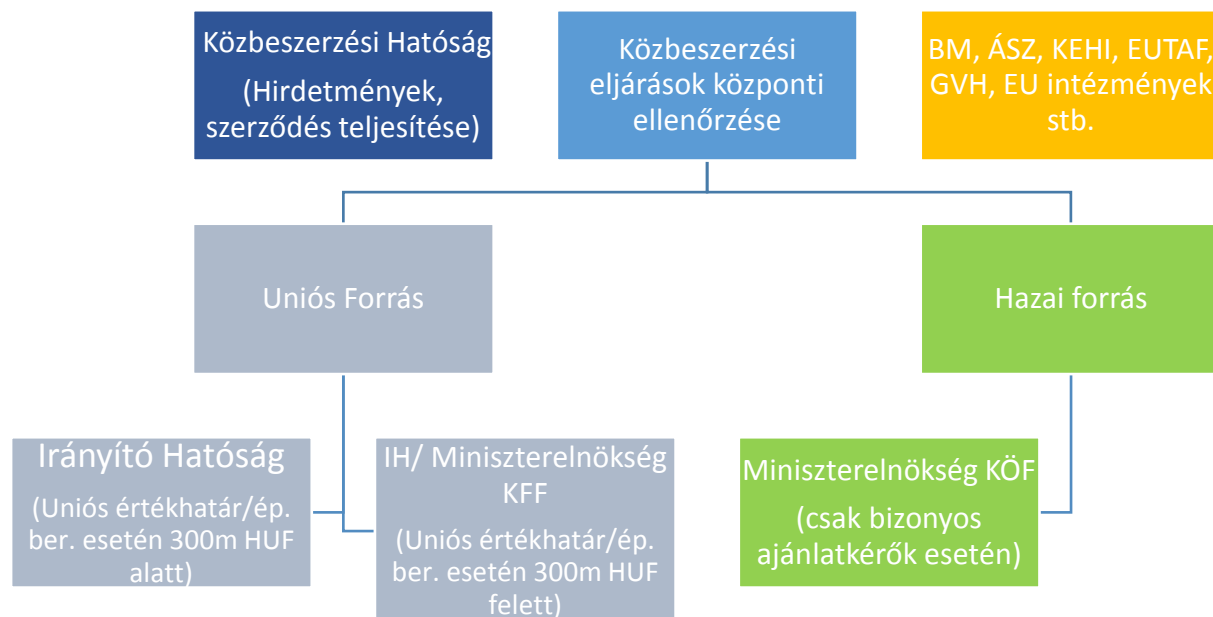 Közbeszerzési Hatóság
(Hirdetmények,
szerződés teljesítése)
Közbeszerzési
eljárások központi
ellenőrzése
BM, ÁSZ, KEHI, EUTAF,
GVH, EU intézmények
stb.
Uniós Forrás
Hazai forrás
Irányító Hatóság
(Uniós értékhatár/ép.
ber. esetén 300m HUF
alatt)
IH/ Miniszterelnökség
KFF
(Uniós értékhatár/ép.
ber. esetén 300m HUF
felett)
Miniszterelnökség KÖF
(csak bizonyos
ajánlatkérők esetén)